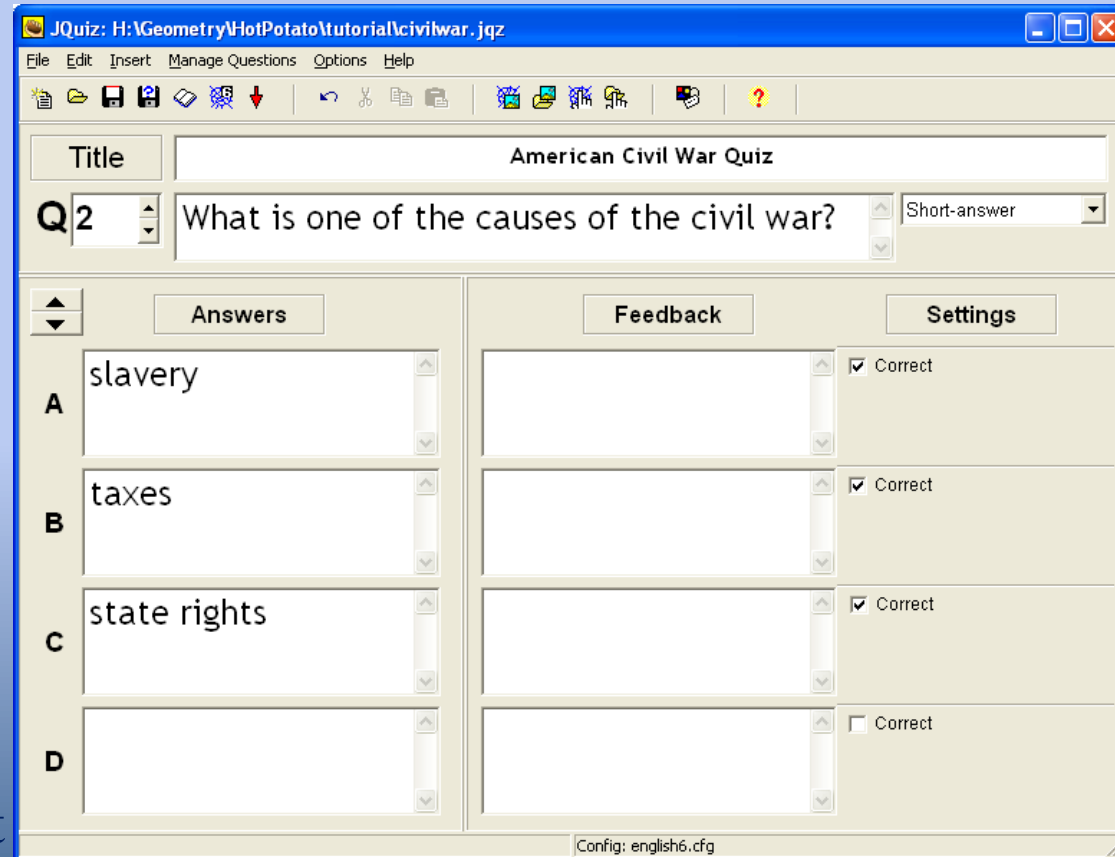 JQuiz: H:\Geometry\HotPotato\tutorial\civilwar.jqz
File Edit Insert Manage Questions Options Help
Title
American Civil War Quiz
Q 2
What is one of the causes of the civil war?
Short-answer
Answers
Feedback
Settings
A
slavery
Correct
B
taxes
Correct
C
state rights
Correct
D
Correct
Config: english6.cfg